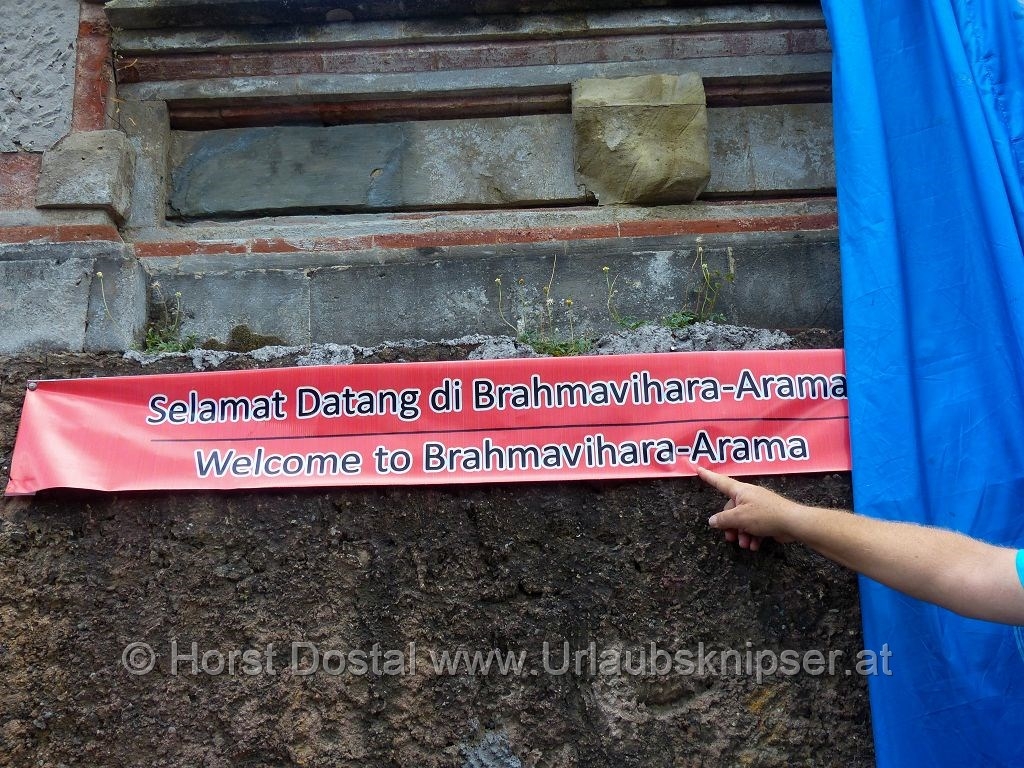 Selamat Datang di Brahmavihara-Arama
Welcome to Brahmavihara-Arama
© Horst Dostal www.Urlaubsknipser.at